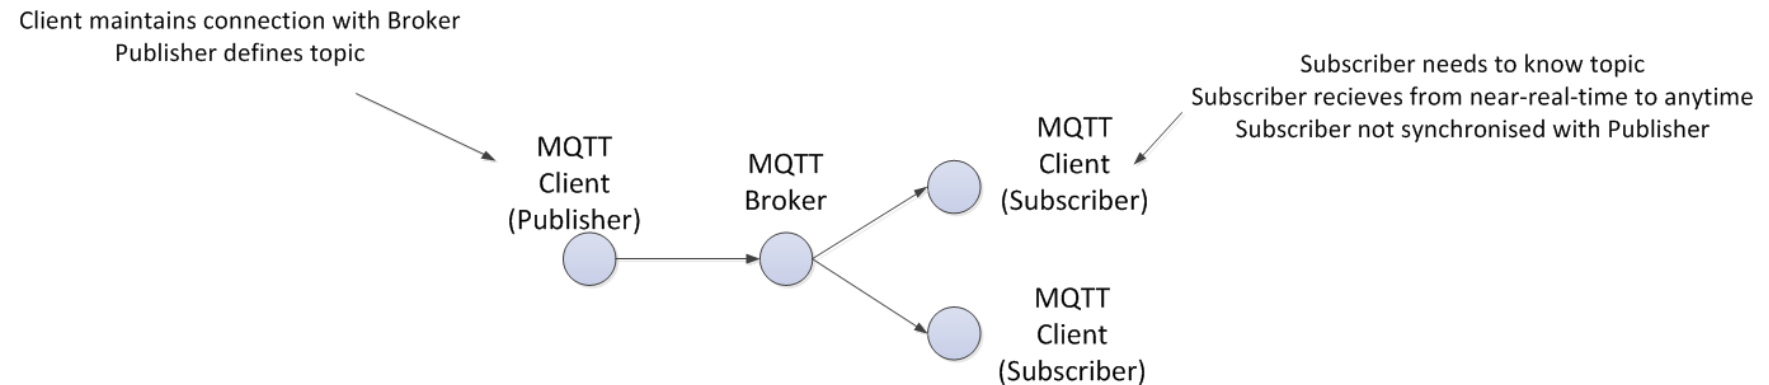 Client maintains connection with Broker
Publisher defines topic
Subscriber needs to know topic
Subscriber recieves from near-real-time to anytime
Subscriber not synchronised with Publisher
MQTT
Client
(Publisher)
MQTT
Broker
MQTT
Client
(Subscriber)
MQTT
Client
(Subscriber)